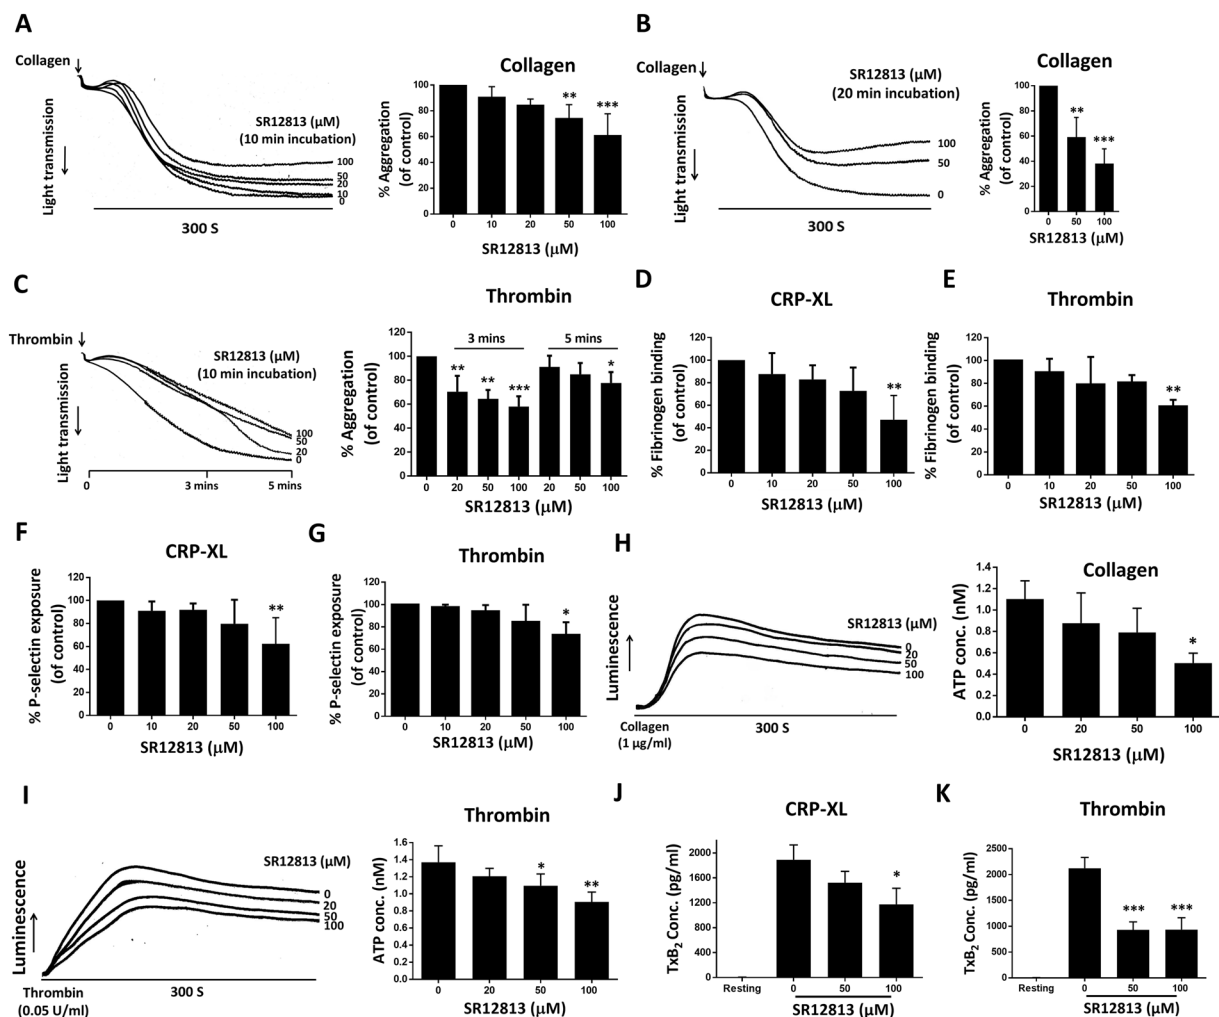 A
Collagen
Light transmission
SR12813 (µM)
(10 min incubation)
100
50
20
10
0
300 S
Collagen
% Aggregation
(of control)
100
80
60
40
20
0
** ***
0 10 20 50 100
SR12813 (µM)
B
Collagen
Light transmission
SR12813 (µM)
(20 min incubation)
100
50
0
300 S
Collagen
% Aggregation
(of control)
100
80
60
40
20
0
** ***
0 50 100
SR12813 (µM)
C
Thrombin
Light transmission
SR12813 (µM)
(10 min incubation)
100
50
20
0
0 3 mins 5 mins
Thrombin
% Aggregation
(of control)
120
100
80
60
40
20
0
3 mins 5 mins
** ** *** *
0 20 50 100 20 50 100
SR12813 (µM)
D
CRP-XL
% Fibrinogen binding
(of control)
120
100
80
60
40
20
0
**
0 10 20 50 100
SR12813 (µM)
E
Thrombin
% Fibrinogen binding
(of control)
120
100
80
60
40
20
0
**
0 10 20 50 100
SR12813 (µM)
F
CRP-XL
% P-selectin exposure
(of control)
120
100
80
60
40
20
0
**
0 10 20 50 100
SR12813 (µM)
G
Thrombin
% P-selectin exposure
(of control)
120
100
80
60
40
20
0
*
0 10 20 50 100
SR12813 (µM)
H
Luminescence
SR12813 (µM)
0
20
50
100
Collagen
(1 µg/ml)
300 S
Collagen
ATP conc. (nM)
1.4
1.2
1.0
0.8
0.6
0.4
0.2
0.0
*
0 20 50 100
SR12813 (µM)
I
Luminescence
SR12813 (µM)
0
20
50
100
Thrombin
(0.05 U/ml)
300 S
Thrombin
ATP conc. (nM)
1.6
1.4
1.2
1.0
0.8
0.6
0.4
0.2
0.0
* **
0 20 50 100
SR12813 (µM)
J
CRP-XL
TxB2 Conc. (pg/ml)
2400
2000
1600
1200
800
400
0
*
Resting 0 50 100
SR12813 (µM)
K
Thrombin
TxB2 Conc. (pg/ml)
2500
2000
1500
1000
500
0
*** ***
Resting 0 50 100
SR12813 (µM)